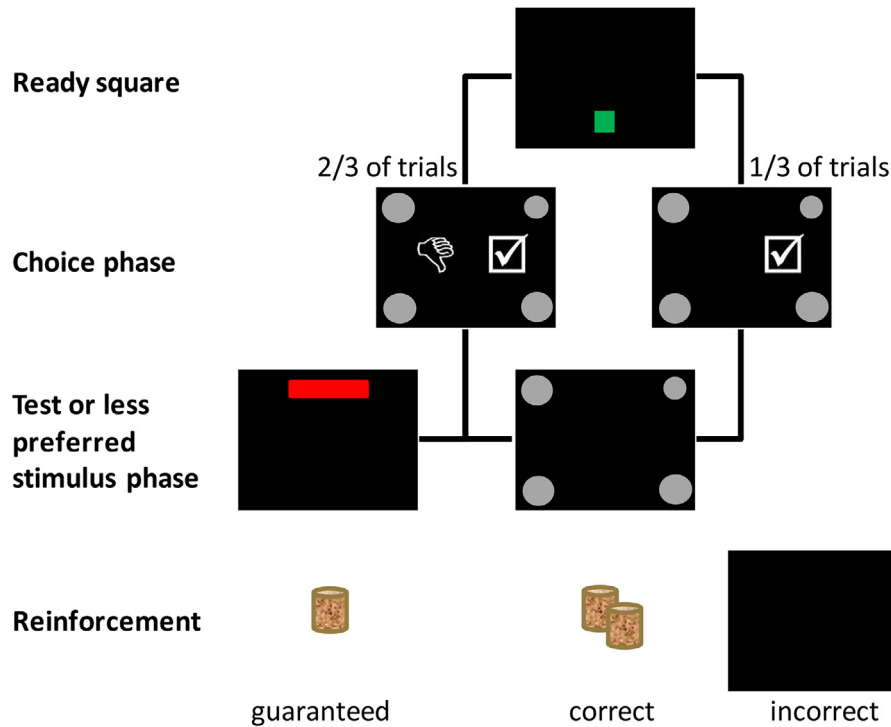 Ready square
2/3 of trials
1/3 of trials
Choice phase
Test or less
preferred
stimulus phase
Reinforcement
guaranteed
correct
incorrect